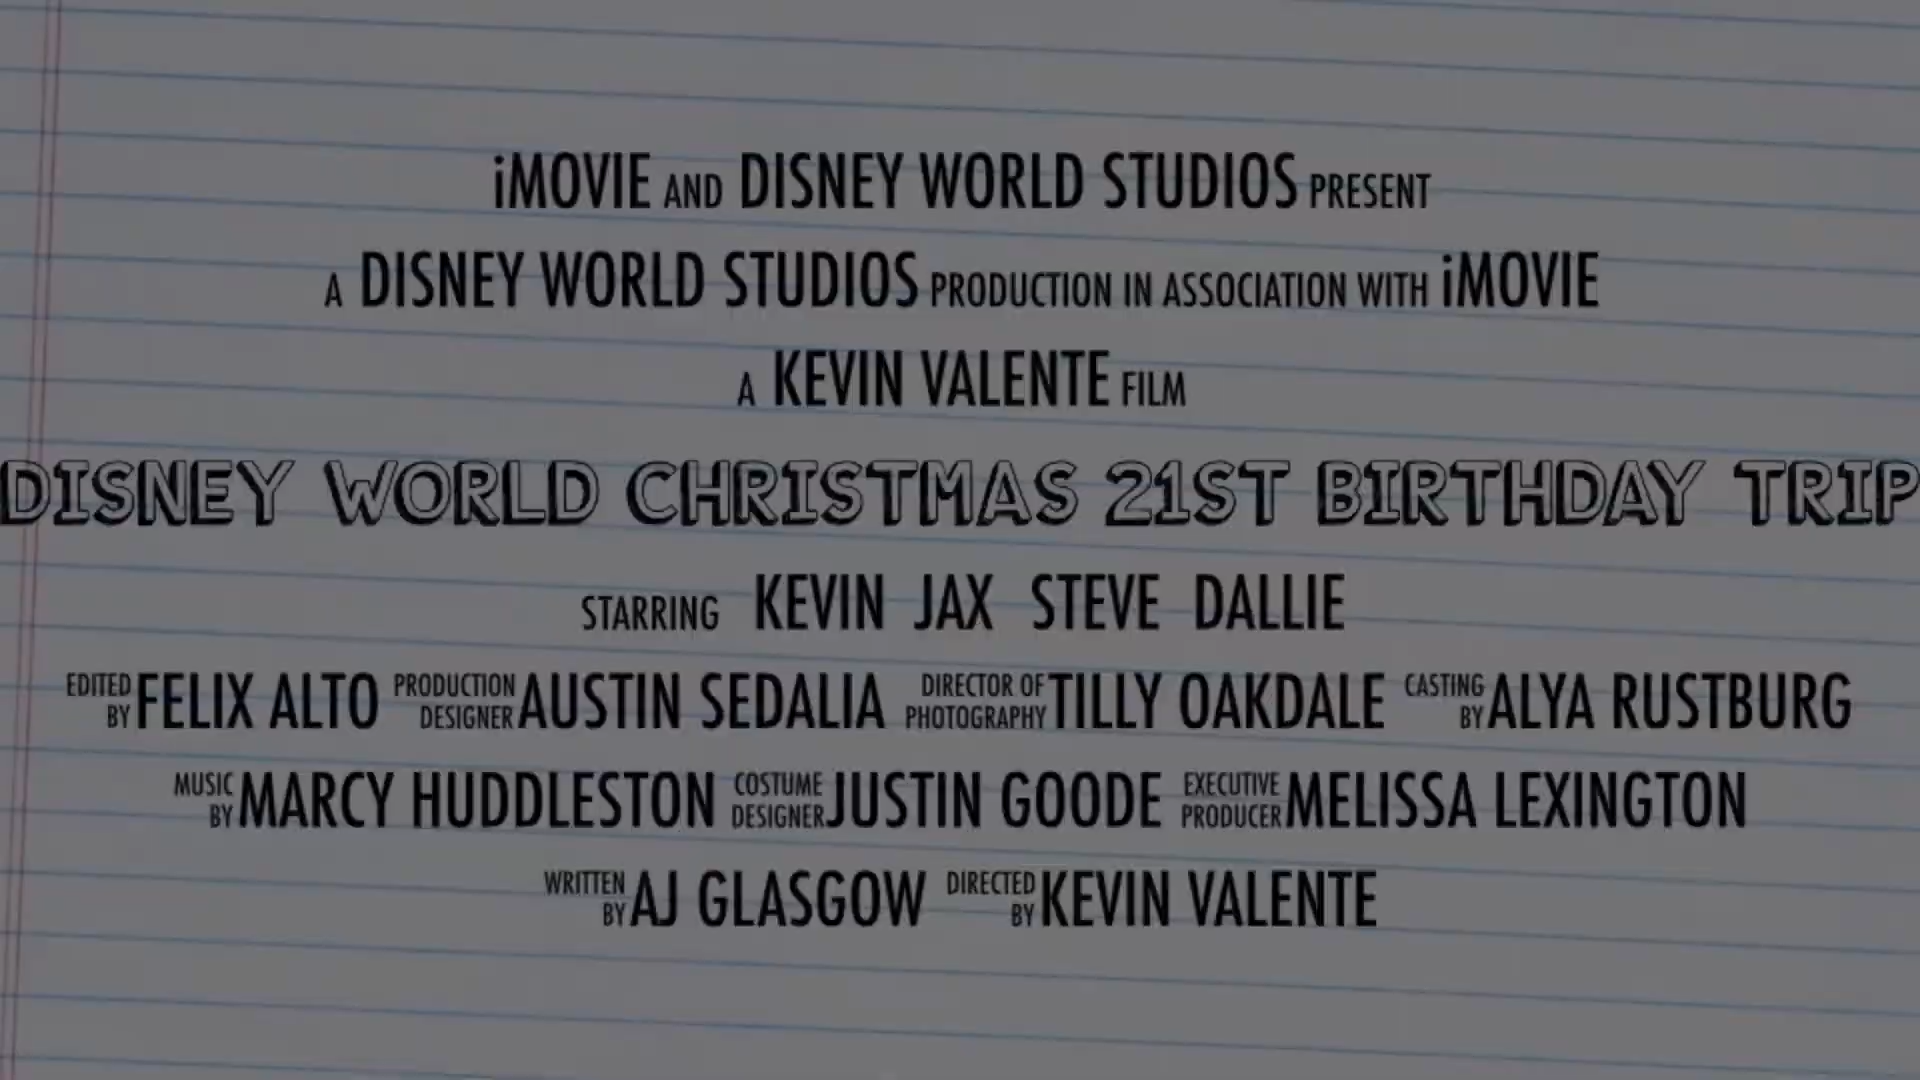 iMOVIE AND DISNEY WORLD STUDIOS PRESENT
A DISNEY WORLD STUDIOS PRODUCTION IN ASSOCIATION WITH iMOVIE
A KEVIN VALENTE FILM
DISNEY WORLD CHRISTMAS 21ST BIRTHDAY TRIP
STARRING KEVIN JAX STEVE DALLIE
EDITED BY FELIX ALTO PRODUCTION DESIGNER AUSTIN SEDALIA DIRECTOR OF PHOTOGRAPHY TILLY OAKDALE CASTING BY ALYA RUSTBURG
MUSIC BY MARCY HUDDLESTON COSTUME DESIGNER JUSTIN GOODE EXECUTIVE PRODUCER MELISSA LEXINGTON
WRITTEN BY AJ GLASGOW DIRECTED BY KEVIN VALENTE